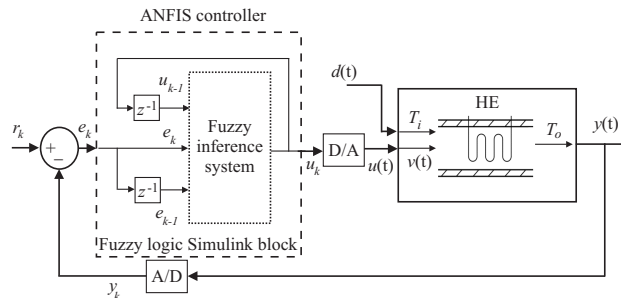 ANFIS controller
u_{k-1}
d(t)
HE
z^{-1}
T_i
T_o
y(t)
r_k
e_k
+
−
e_k
Fuzzy
inference
system
D/A
u_k
u(t)
v(t)
z^{-1}
e_{k-1}
Fuzzy logic Simulink block
A/D
y_k